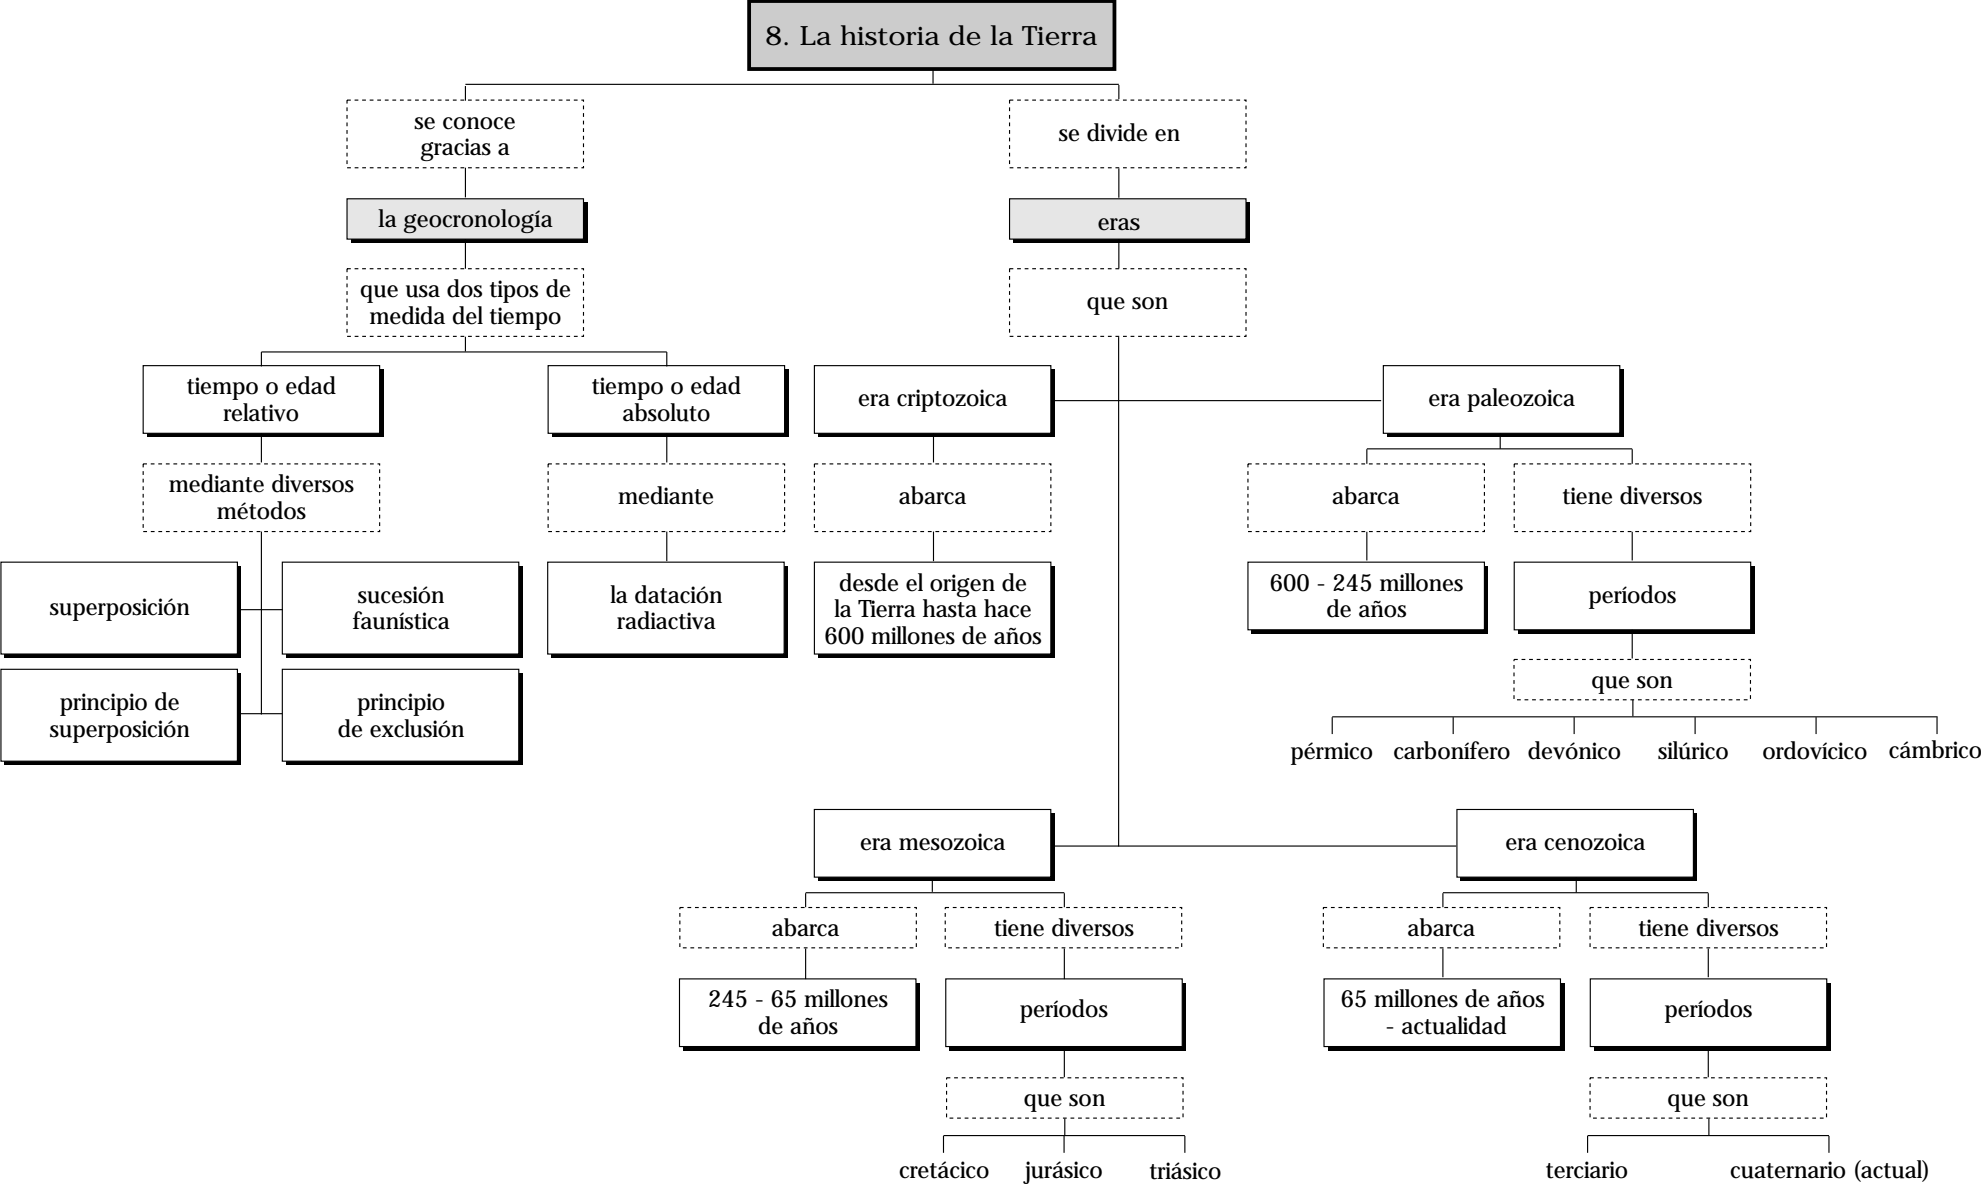 8. La historia de la Tierra
se conoce
gracias a
se divide en
la geocronología
eras
que usa dos tipos de
medida del tiempo
que son
tiempo o edad
relativo
tiempo o edad
absoluto
era criptozoica
era paleozoica
mediante diversos
métodos
mediante
abarca
abarca
tiene diversos
superposición
sucesión
faunística
la datación
radiactiva
desde el origen de
la Tierra hasta hace
600 millones de años
600 - 245 millones
de años
períodos
principio de
superposición
principio
de exclusión
que son
pérmico
carbonífero
devónico
silúrico
ordovícico
cámbrico
era mesozoica
era cenozoica
abarca
tiene diversos
abarca
tiene diversos
245 - 65 millones
de años
períodos
65 millones de años
- actualidad
períodos
que son
que son
cretácico
jurásico
triásico
terciario
cuaternario (actual)